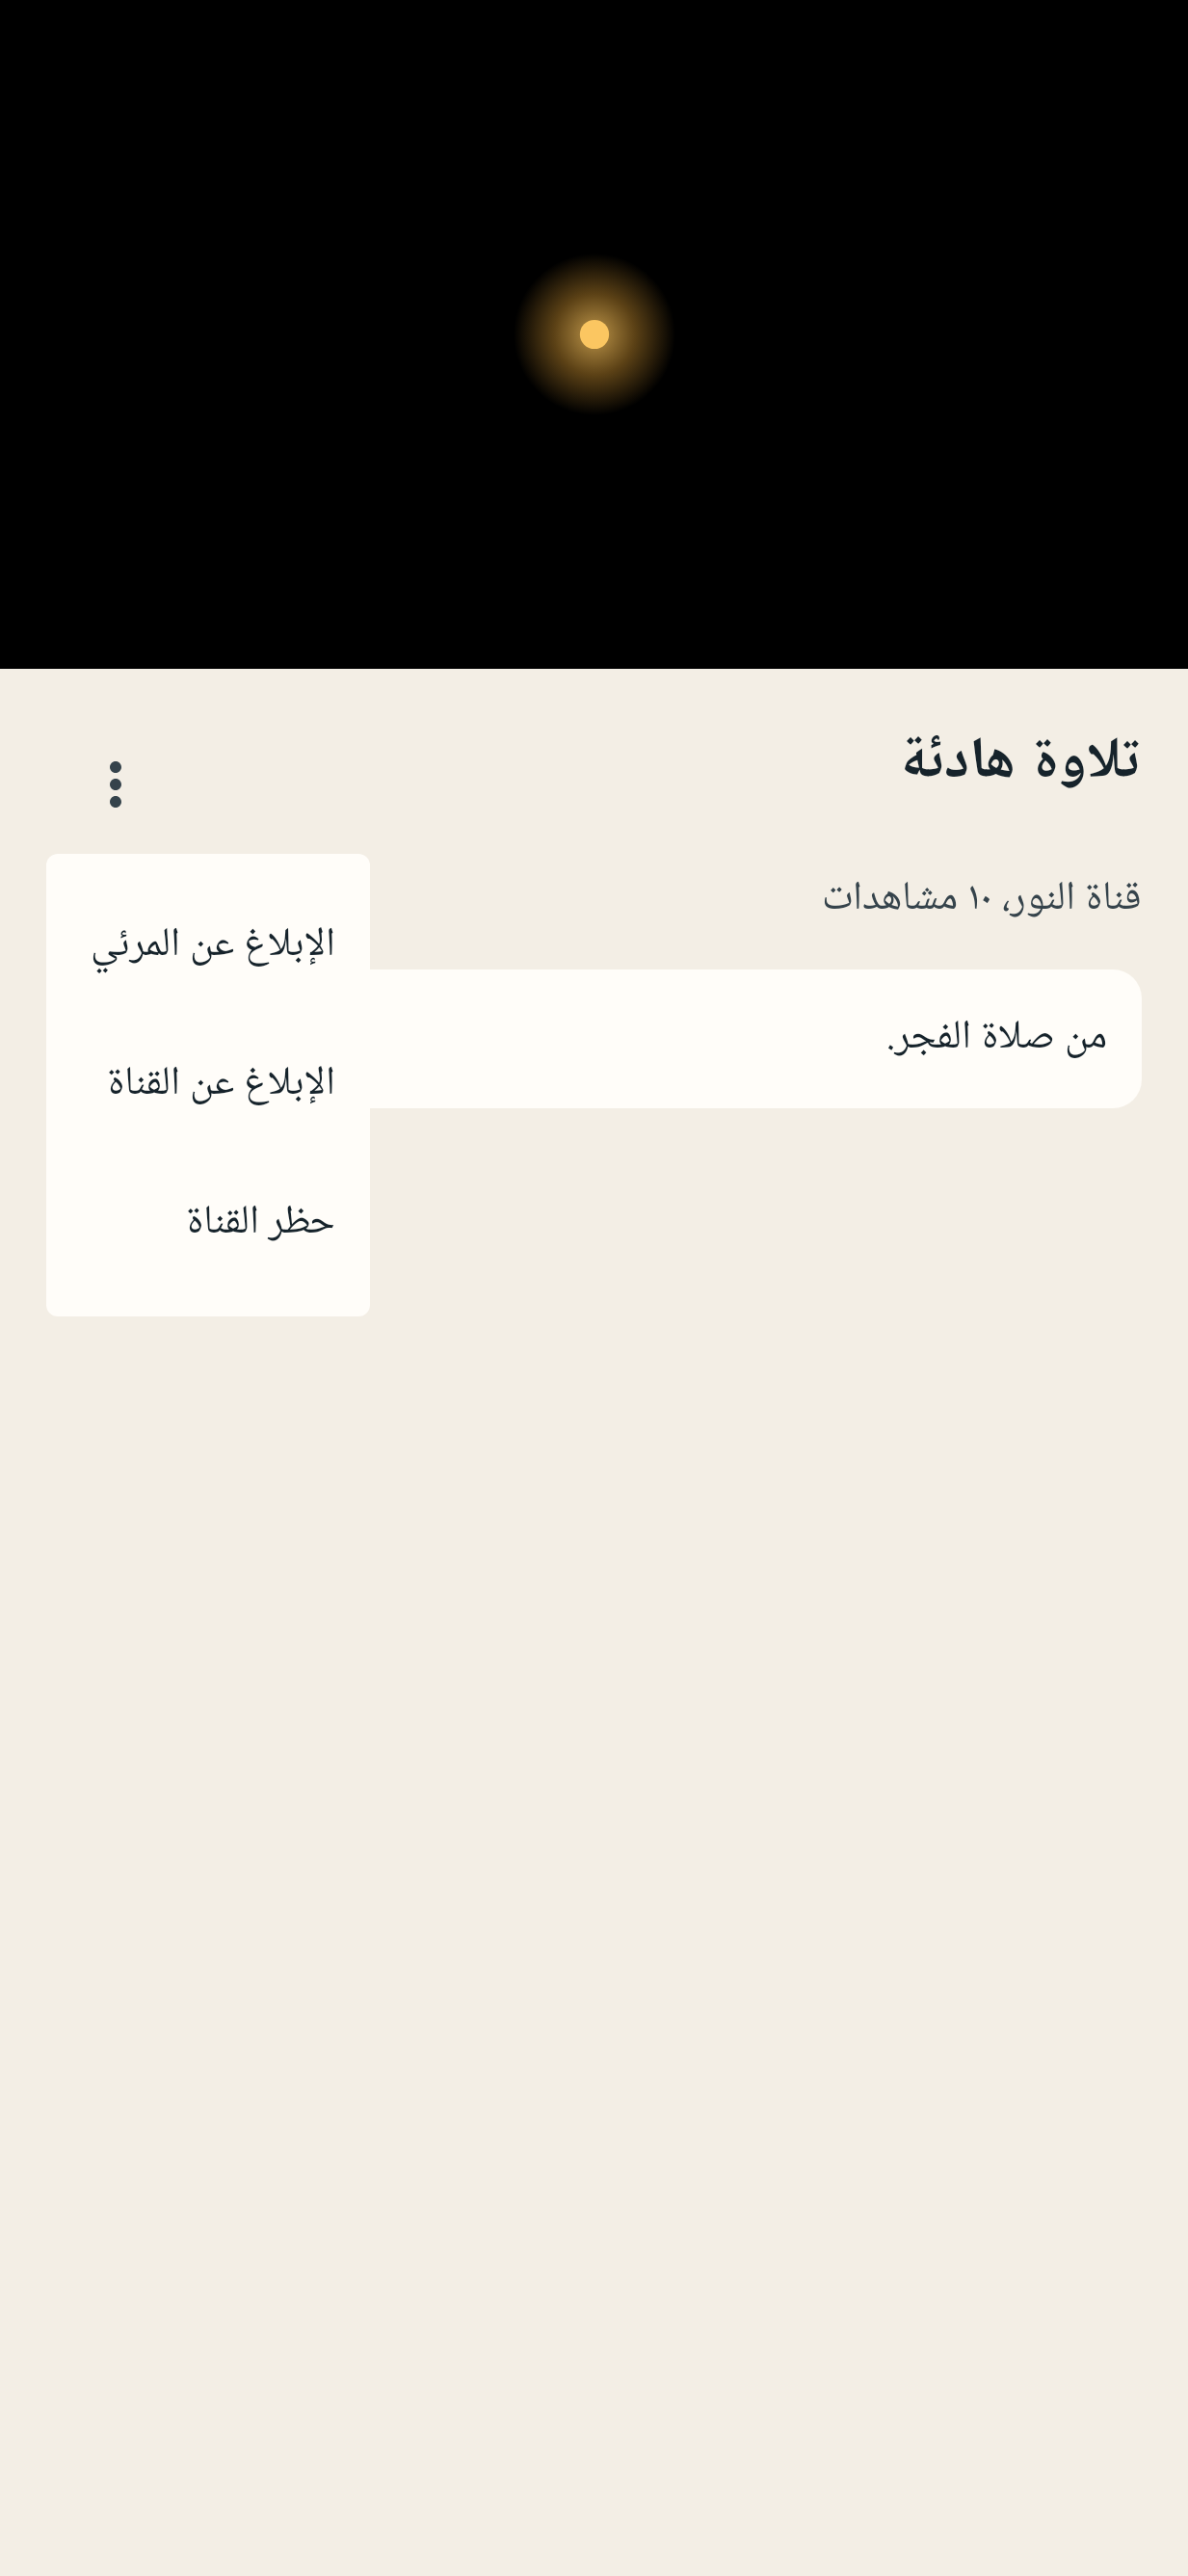 تلاوة هادئة
قناة النور، ١٠ مشاهدات
من صلاة الفجر.
الإبلاغ عن المرئي
الإبلاغ عن القناة
حظر القناة